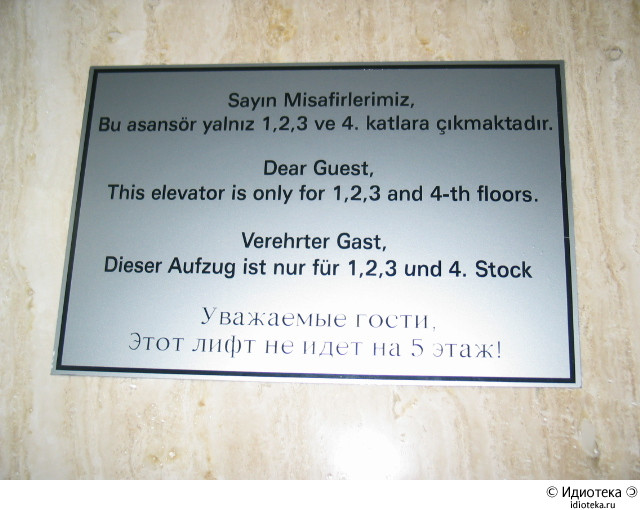 Sayın Misafirlerimiz,
Bu asansör yalnız 1,2,3 ve 4. katlara çıkmaktadır.
Dear Guest,
This elevator is only for 1,2,3 and 4-th floors.
Verehrter Gast,
Dieser Aufzug ist nur für 1,2,3 und 4. Stock
Уважаемые гости,
Этот лифт не идет на 5 этаж!
© Идиотека
idioteka.ru